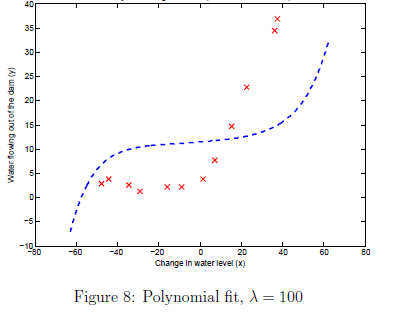 40
35
30
25
20
15
10
5
0
−5
−10
Water flowing out of the dam (y)
−80 −60 −40 −20 0 20 40 60 80
Change in water level (x)
Figure 8: Polynomial fit, λ = 100